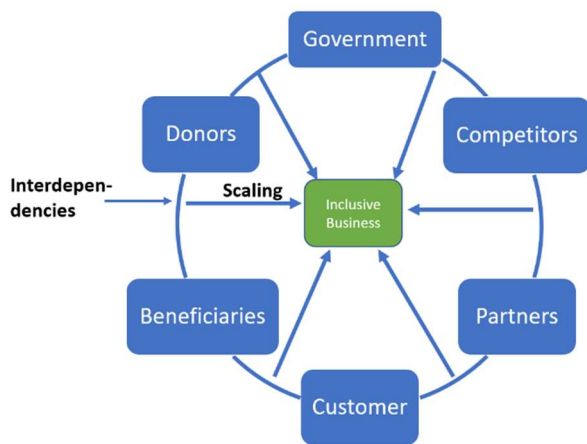 Government
Donors
Competitors
Interdepen-
dencies
Scaling
Inclusive
Business
Beneficiaries
Partners
Customer